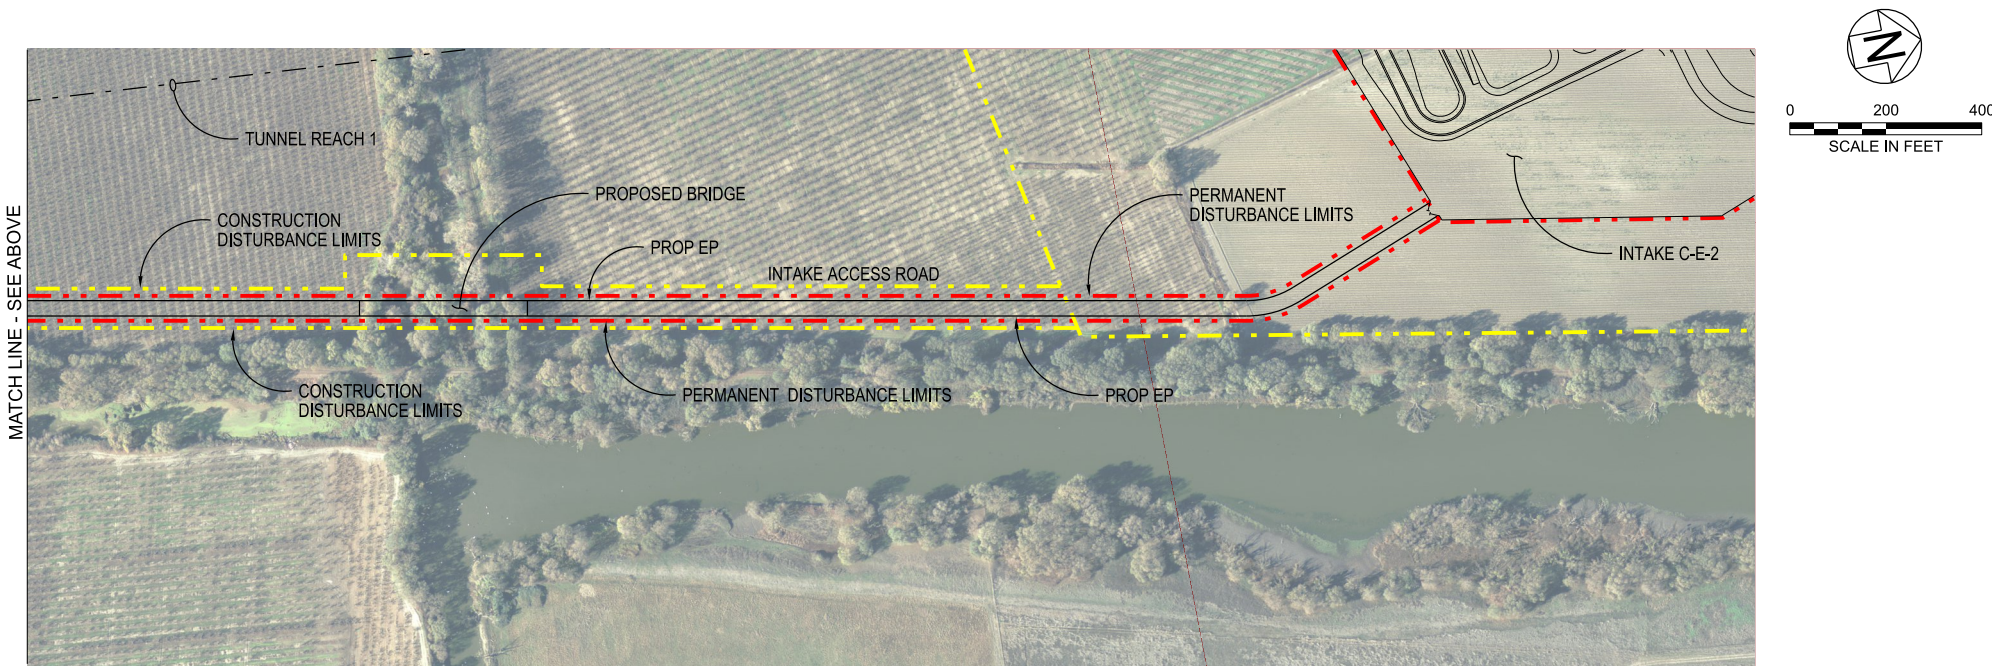 N
0 200 400
SCALE IN FEET
TUNNEL REACH 1
PROPOSED BRIDGE
PERMANENT
DISTURBANCE LIMITS
CONSTRUCTION
DISTURBANCE LIMITS
PROP EP
INTAKE C-E-2
INTAKE ACCESS ROAD
MATCH LINE - SEE ABOVE
CONSTRUCTION
DISTURBANCE LIMITS
PERMANENT DISTURBANCE LIMITS
PROP EP